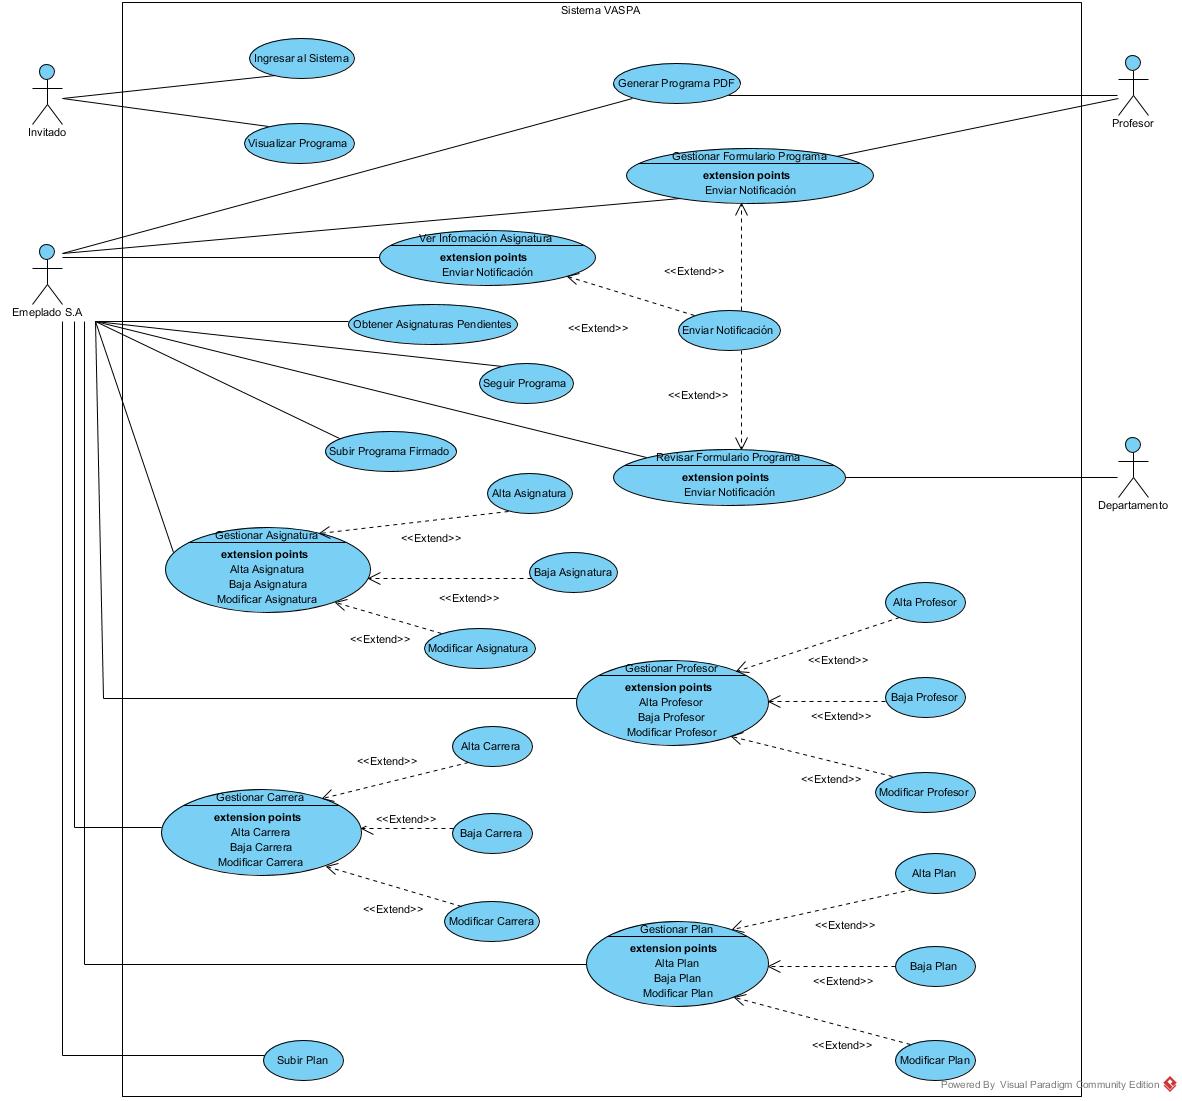 Sistema VASPA
Ingresar al Sistema
Generar Programa PDF
Invitado
Profesor
Visualizar Programa
Gestionar Formulario Programa
extension points
Enviar Notificación
Ver Información Asignatura
extension points
Enviar Notificación
<<Extend>>
Emeplado S.A
Obtener Asignaturas Pendientes
<<Extend>>
Enviar Notificación
Seguir Programa
<<Extend>>
Subir Programa Firmado
Revisar Formulario Programa
extension points
Enviar Notificación
Departamento
Alta Asignatura
Gestionar Asignatura
extension points
Alta Asignatura
Baja Asignatura
Modificar Asignatura
<<Extend>>
Baja Asignatura
<<Extend>>
<<Extend>>
Modificar Asignatura
Alta Profesor
<<Extend>>
Gestionar Profesor
extension points
Alta Profesor
Baja Profesor
Modificar Profesor
Baja Profesor
<<Extend>>
<<Extend>>
Modificar Profesor
Alta Carrera
<<Extend>>
Gestionar Carrera
extension points
Alta Carrera
Baja Carrera
Modificar Carrera
<<Extend>>
Baja Carrera
<<Extend>>
Modificar Carrera
Alta Plan
<<Extend>>
Gestionar Plan
extension points
Alta Plan
Baja Plan
Modificar Plan
Baja Plan
<<Extend>>
<<Extend>>
Modificar Plan
Subir Plan
Powered By Visual Paradigm Community Edition